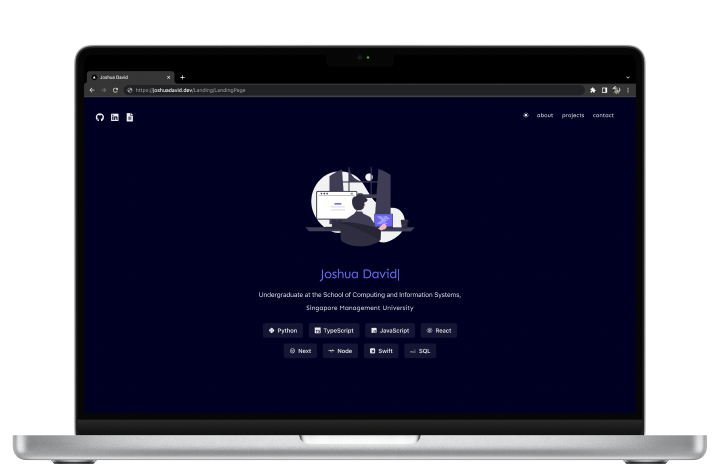 Joshua David
https://joshuadavid.dev/Landing/LandingPage
about projects contact
Joshua David
Undergraduate at the School of Computing and Information Systems,
Singapore Management University
Python TypeScript JavaScript React
Next Node Swift SQL